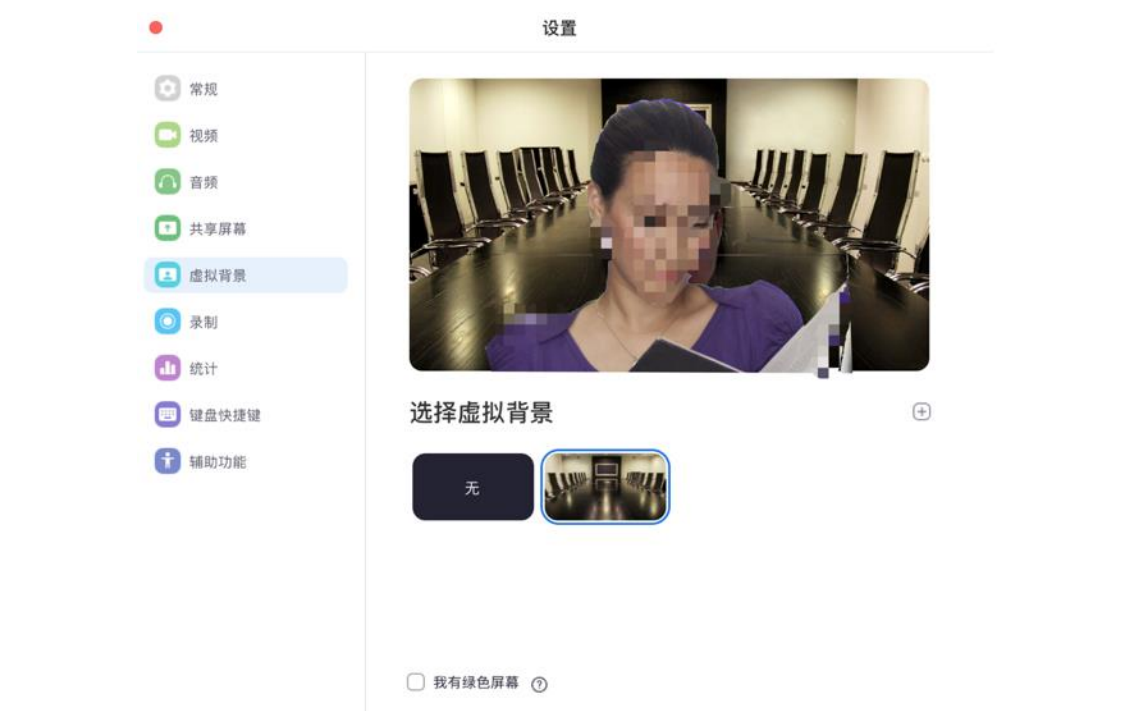 设置
常规
视频
音频
共享屏幕
虚拟背景
录制
统计
键盘快捷键
辅助功能
选择虚拟背景
无
我有绿色屏幕 ?